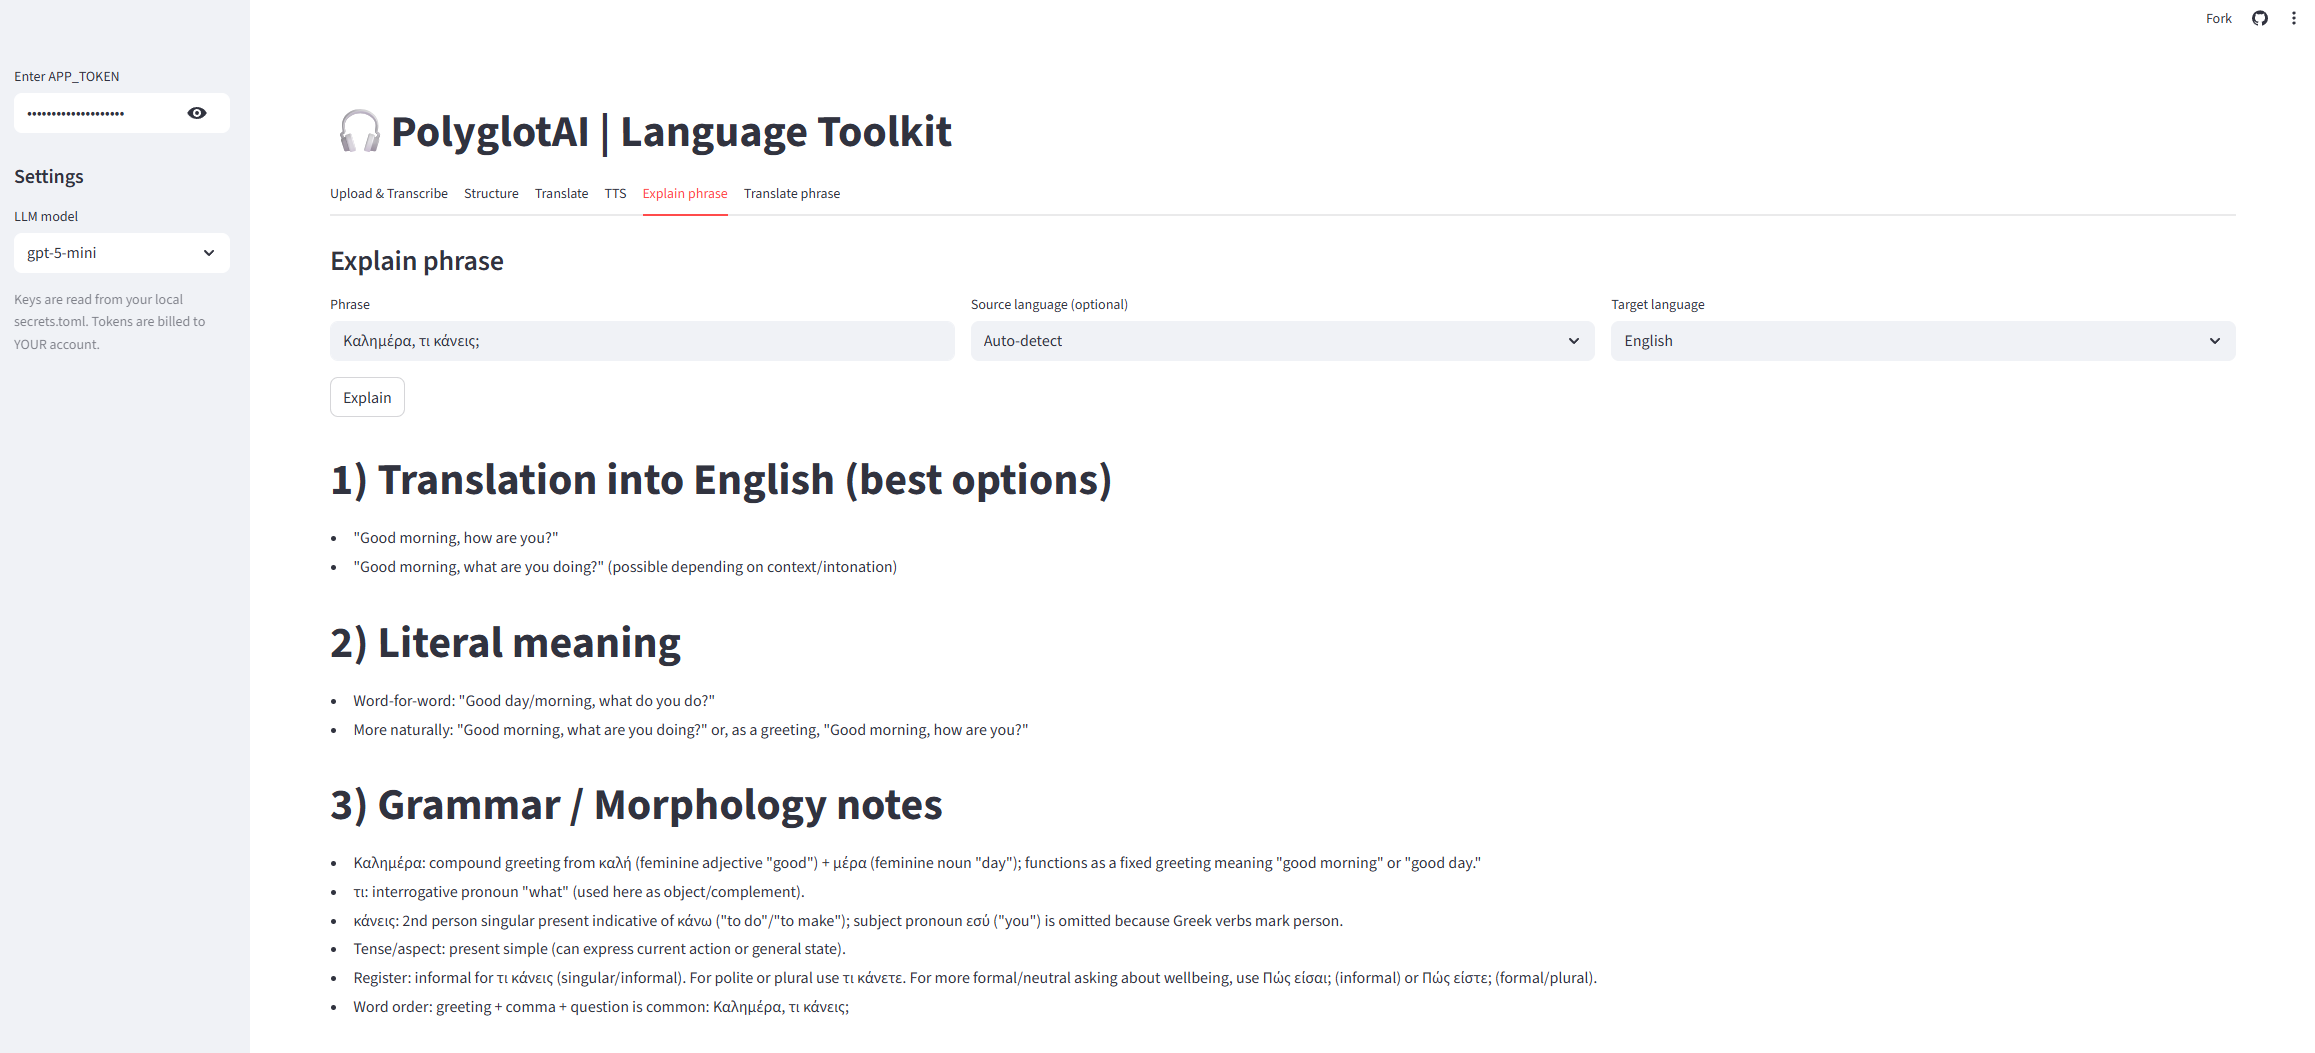 Fork
Enter APP_TOKEN
••••••••••••••••••••
Settings
LLM model
gpt-5-mini
Keys are read from your local
secrets.toml. Tokens are billed to
YOUR account.
PolyglotAI | Language Toolkit
Upload & Transcribe Structure Translate TTS Explain phrase Translate phrase
Explain phrase
Phrase
Καλημέρα, τι κάνεις;
Source language (optional)
Auto-detect
Target language
English
Explain
1) Translation into English (best options)
• "Good morning, how are you?"
• "Good morning, what are you doing?" (possible depending on context/intonation)
2) Literal meaning
• Word-for-word: "Good day/morning, what do you do?"
• More naturally: "Good morning, what are you doing?" or, as a greeting, "Good morning, how are you?"
3) Grammar / Morphology notes
• Καλημέρα: compound greeting from καλή (feminine adjective "good") + μέρα (feminine noun "day"); functions as a fixed greeting meaning "good morning" or "good day."
• τι: interrogative pronoun "what" (used here as object/complement).
• κάνεις: 2nd person singular present indicative of κάνω ("to do"/"to make"); subject pronoun εσύ ("you") is omitted because Greek verbs mark person.
• Tense/aspect: present simple (can express current action or general state).
• Register: informal for τι κάνεις (singular/informal). For polite or plural use τι κάνετε. For more formal/neutral asking about wellbeing, use Πώς είσαι; (informal) or Πώς είστε; (formal/plural).
• Word order: greeting + comma + question is common: Καλημέρα, τι κάνεις;